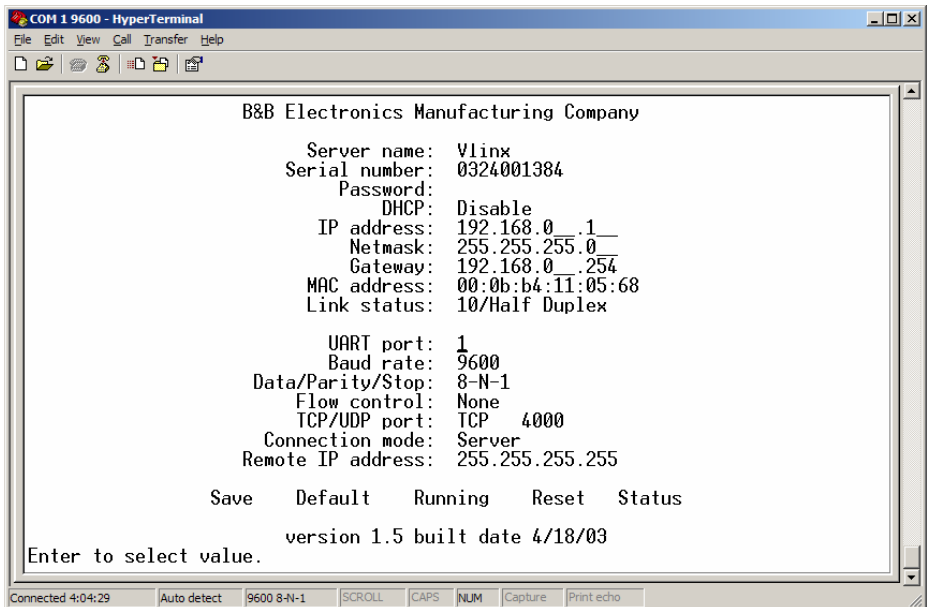 COM 1 9600 - HyperTerminal
File Edit View Call Transfer Help
B&B Electronics Manufacturing Company
Server name: Vlinx
Serial number: 0324001384
Password:
DHCP: Disable
IP address: 192.168.0__.1__
Netmask: 255.255.255.0__
Gateway: 192.168.0__.254
MAC address: 00:0b:b4:11:05:68
Link status: 10/Half Duplex
UART port: 1
Baud rate: 9600
Data/Parity/Stop: 8-N-1
Flow control: None
TCP/UDP port: TCP 4000
Connection mode: Server
Remote IP address: 255.255.255.255
Save Default Running Reset Status
version 1.5 built date 4/18/03
Enter to select value.
Connected 4:04:29 Auto detect 9600 8-N-1 SCROLL CAPS NUM Capture Print echo